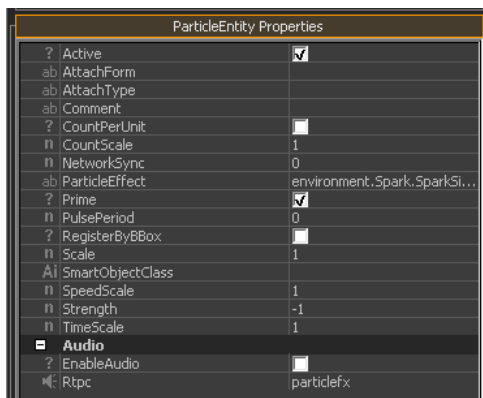 ParticleEntity Properties
? Active
ab AttachForm
ab AttachType
ab Comment
? CountPerUnit
n CountScale 1
n NetworkSync 0
ab ParticleEffect environment.Spark.SparkSi...
? Prime
n PulsePeriod 0
? RegisterByBBox
n Scale 1
Ai SmartObjectClass
n SpeedScale 1
n Strength -1
n TimeScale 1
Audio
? EnableAudio
Rtpc particlefx